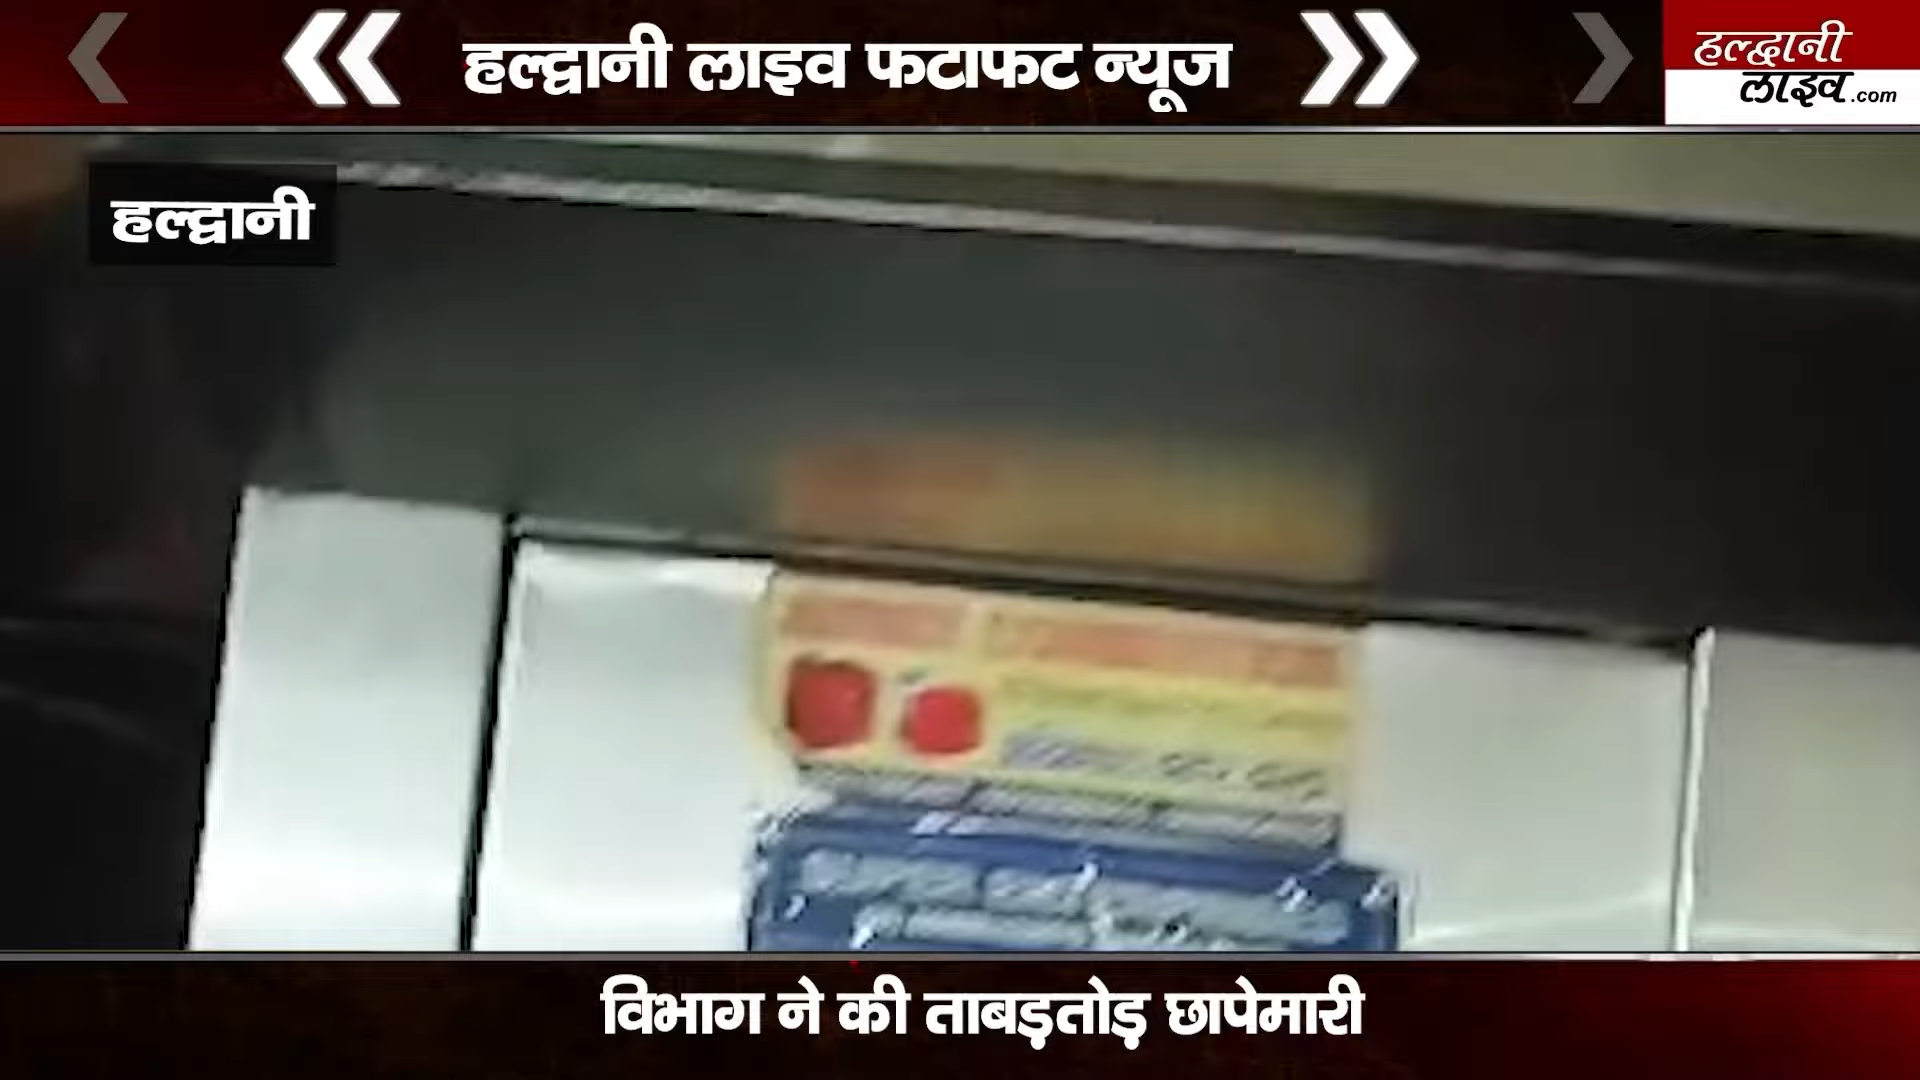 हल्द्वानी लाइव फटाफट न्यूज
हल्द्वानी
लाइव.com
हल्द्वानी
विभाग ने की ताबड़तोड़ छापेमारी